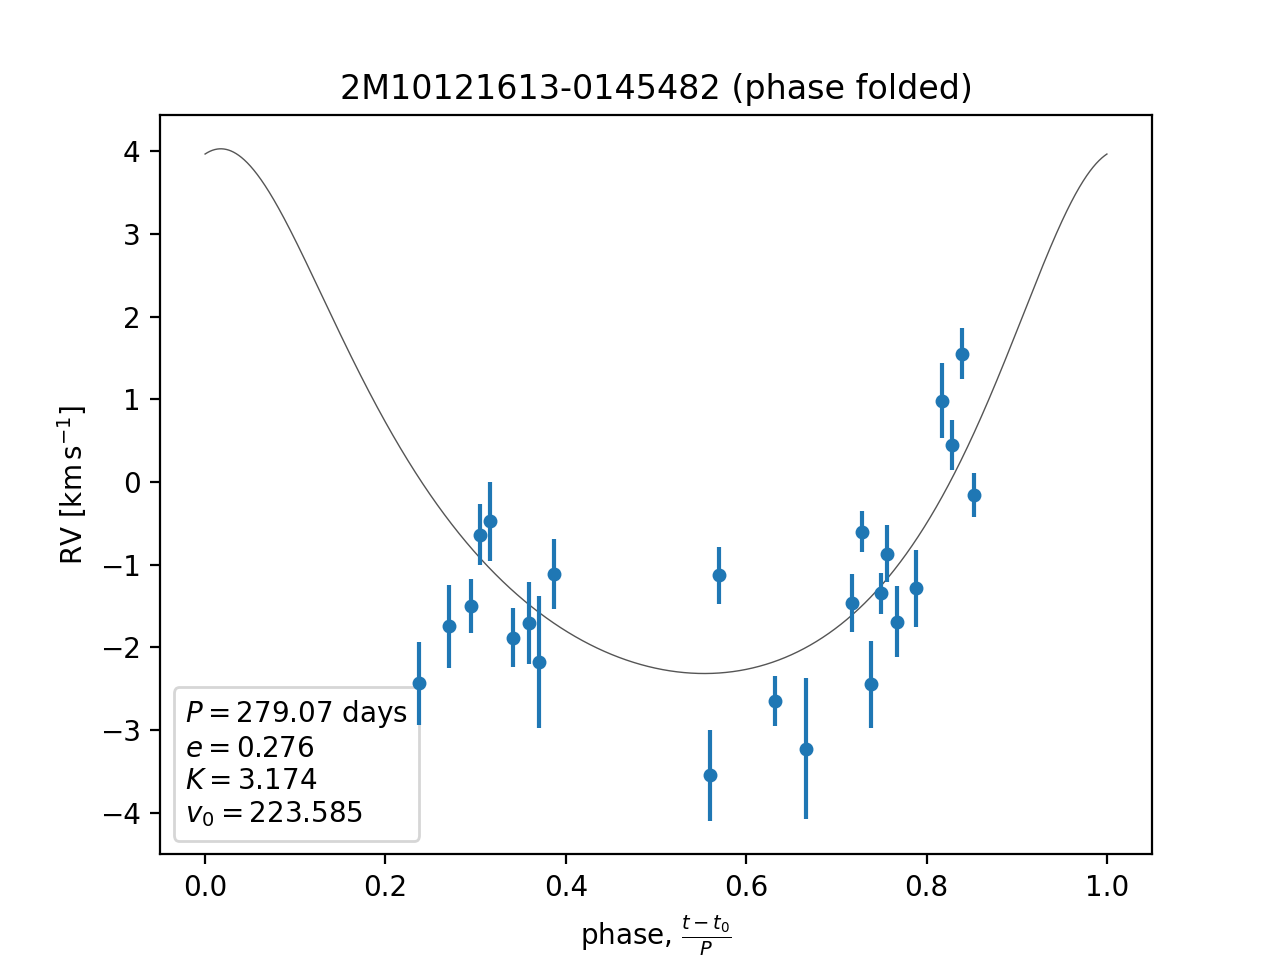 2M10121613-0145482 (phase folded)
4
3
2
1
0
−1
−2
−3
−4
RV [km s⁻¹]
P = 279.07 days
e = 0.276
K = 3.174
v₀ = 223.585
0.0 0.2 0.4 0.6 0.8 1.0
phase, (t − t₀)/P